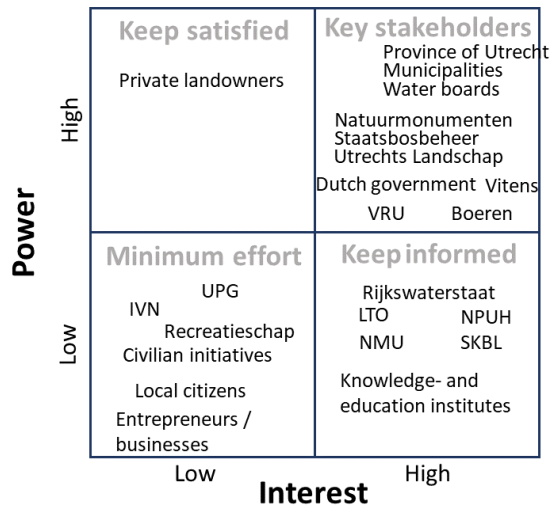 Keep satisfied
Private landowners
Key stakeholders
Province of Utrecht
Municipalities
Water boards
Natuurmonumenten
Staatsbosbeheer
Utrechts Landschap
Dutch government Vitens
VRU Boeren
High
Power
Minimum effort
UPG
IVN
Recreatieschap
Civilian initiatives
Local citizens
Entrepreneurs /
businesses
Keep informed
Rijkswaterstaat
LTO NPUH
NMU SKBL
Knowledge- and
education institutes
Low
Low High
Interest